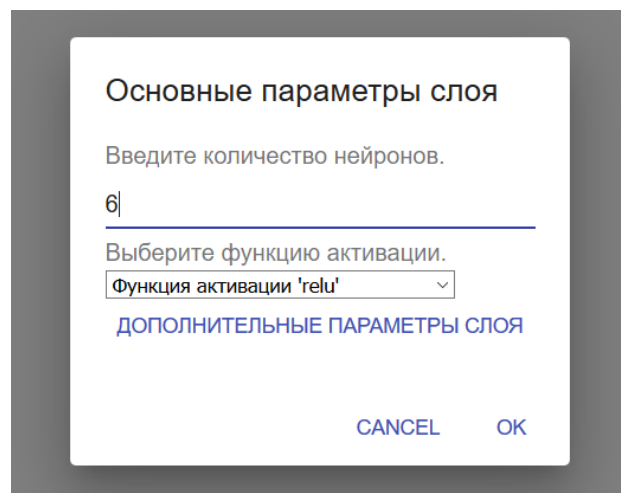 Основные параметры слоя
Введите количество нейронов.
6
Выберите функцию активации.
Функция активации 'relu'
ДОПОЛНИТЕЛЬНЫЕ ПАРАМЕТРЫ СЛОЯ
CANCEL OK